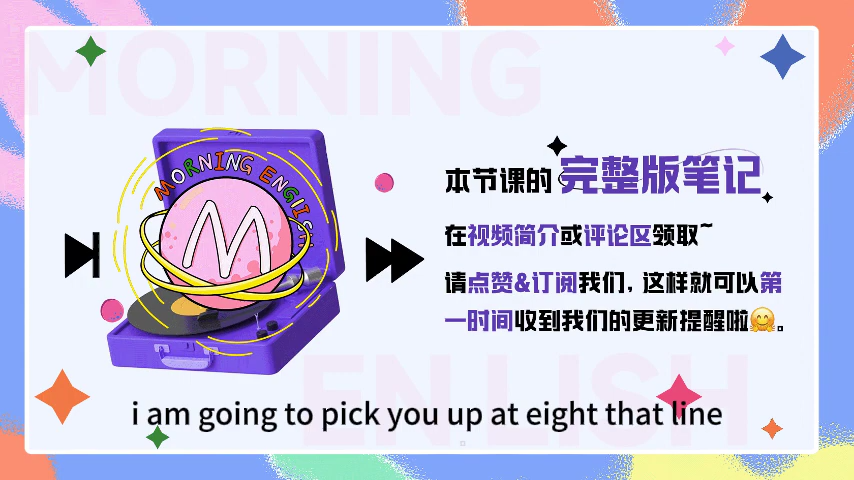 MORNING
MORNING ENGLISH
M
本节课的 完整版笔记
在视频简介或评论区领取~
请点赞&订阅我们，这样就可以第
一时间收到我们的更新提醒啦🤗。
EN LISH
i am going to pick you up at eight that line